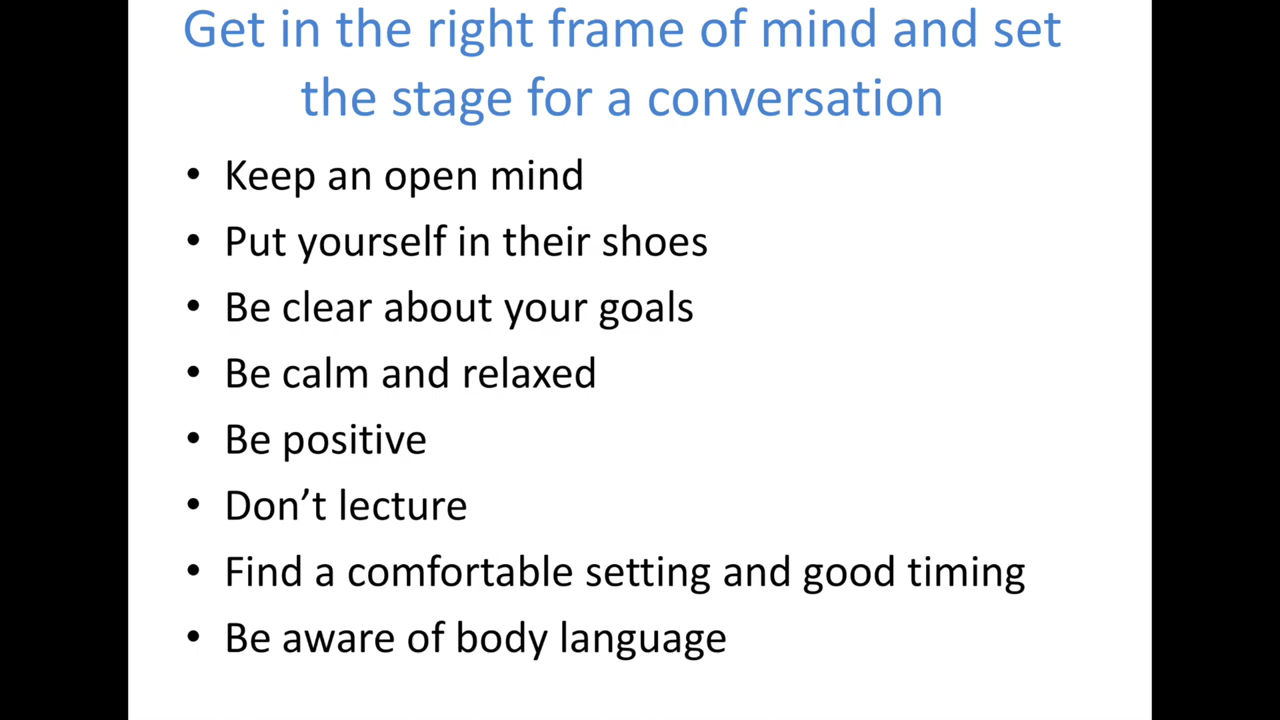 Get in the right frame of mind and set
the stage for a conversation
• Keep an open mind
• Put yourself in their shoes
• Be clear about your goals
• Be calm and relaxed
• Be positive
• Don’t lecture
• Find a comfortable setting and good timing
• Be aware of body language